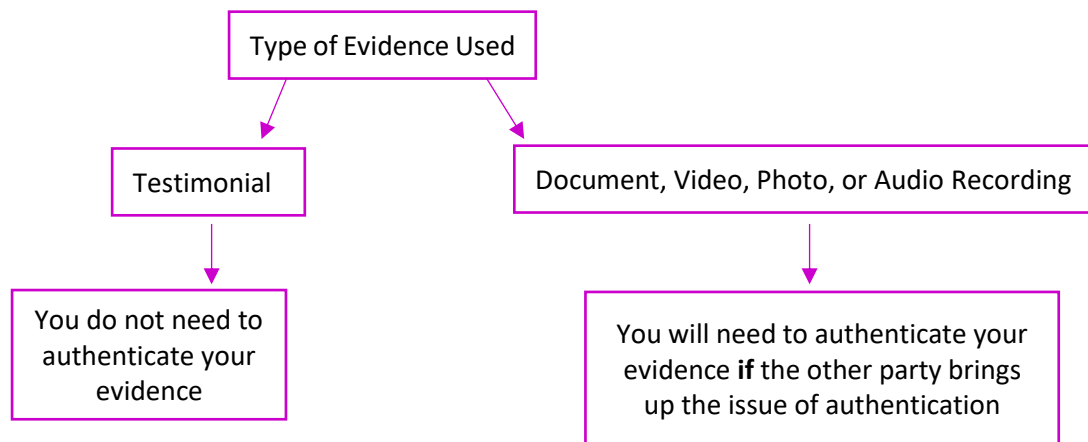 Type of Evidence Used
Testimonial
Document, Video, Photo, or Audio Recording
You do not need to
authenticate your
evidence
You will need to authenticate your
evidence if the other party brings
up the issue of authentication